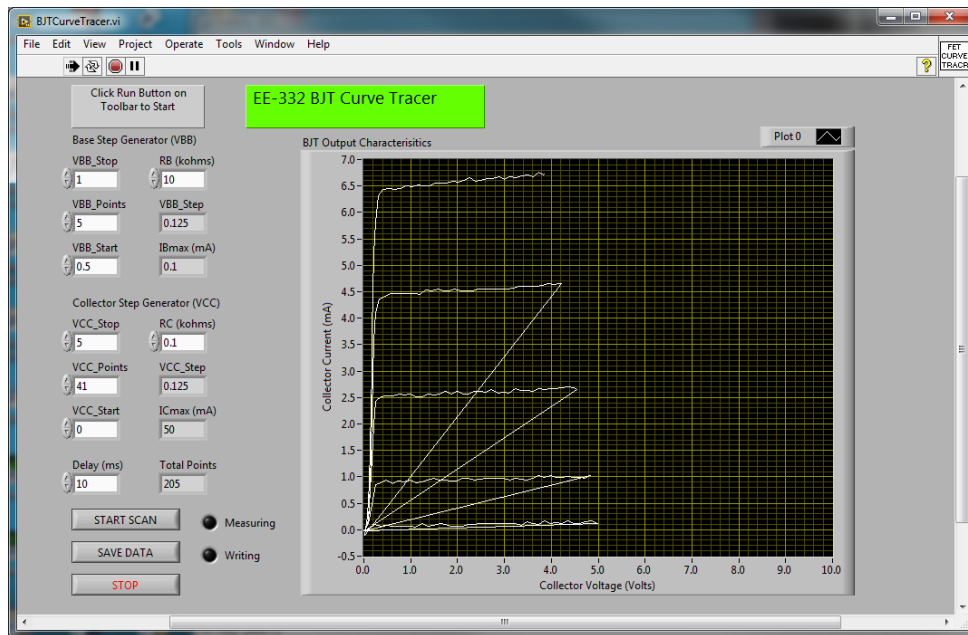 BJTCurveTracer.vi
File Edit View Project Operate Tools Window Help
FET
CURVE
TRACR
Click Run Button on
Toolbar to Start
EE-332 BJT Curve Tracer
Base Step Generator (VBB)
VBB_Stop RB (kohms)
1 10
VBB_Points VBB_Step
5 0.125
VBB_Start IBmax (mA)
0.5 0.1
Collector Step Generator (VCC)
VCC_Stop RC (kohms)
5 0.1
VCC_Points VCC_Step
41 0.125
VCC_Start ICmax (mA)
0 50
Delay (ms) Total Points
10 205
START SCAN Measuring
SAVE DATA Writing
STOP
BJT Output Characterisitics
Plot 0
Collector Current (mA)
7.0
6.5
6.0
5.5
5.0
4.5
4.0
3.5
3.0
2.5
2.0
1.5
1.0
0.5
0.0
-0.5
0.0 1.0 2.0 3.0 4.0 5.0 6.0 7.0 8.0 9.0 10.0
Collector Voltage (Volts)